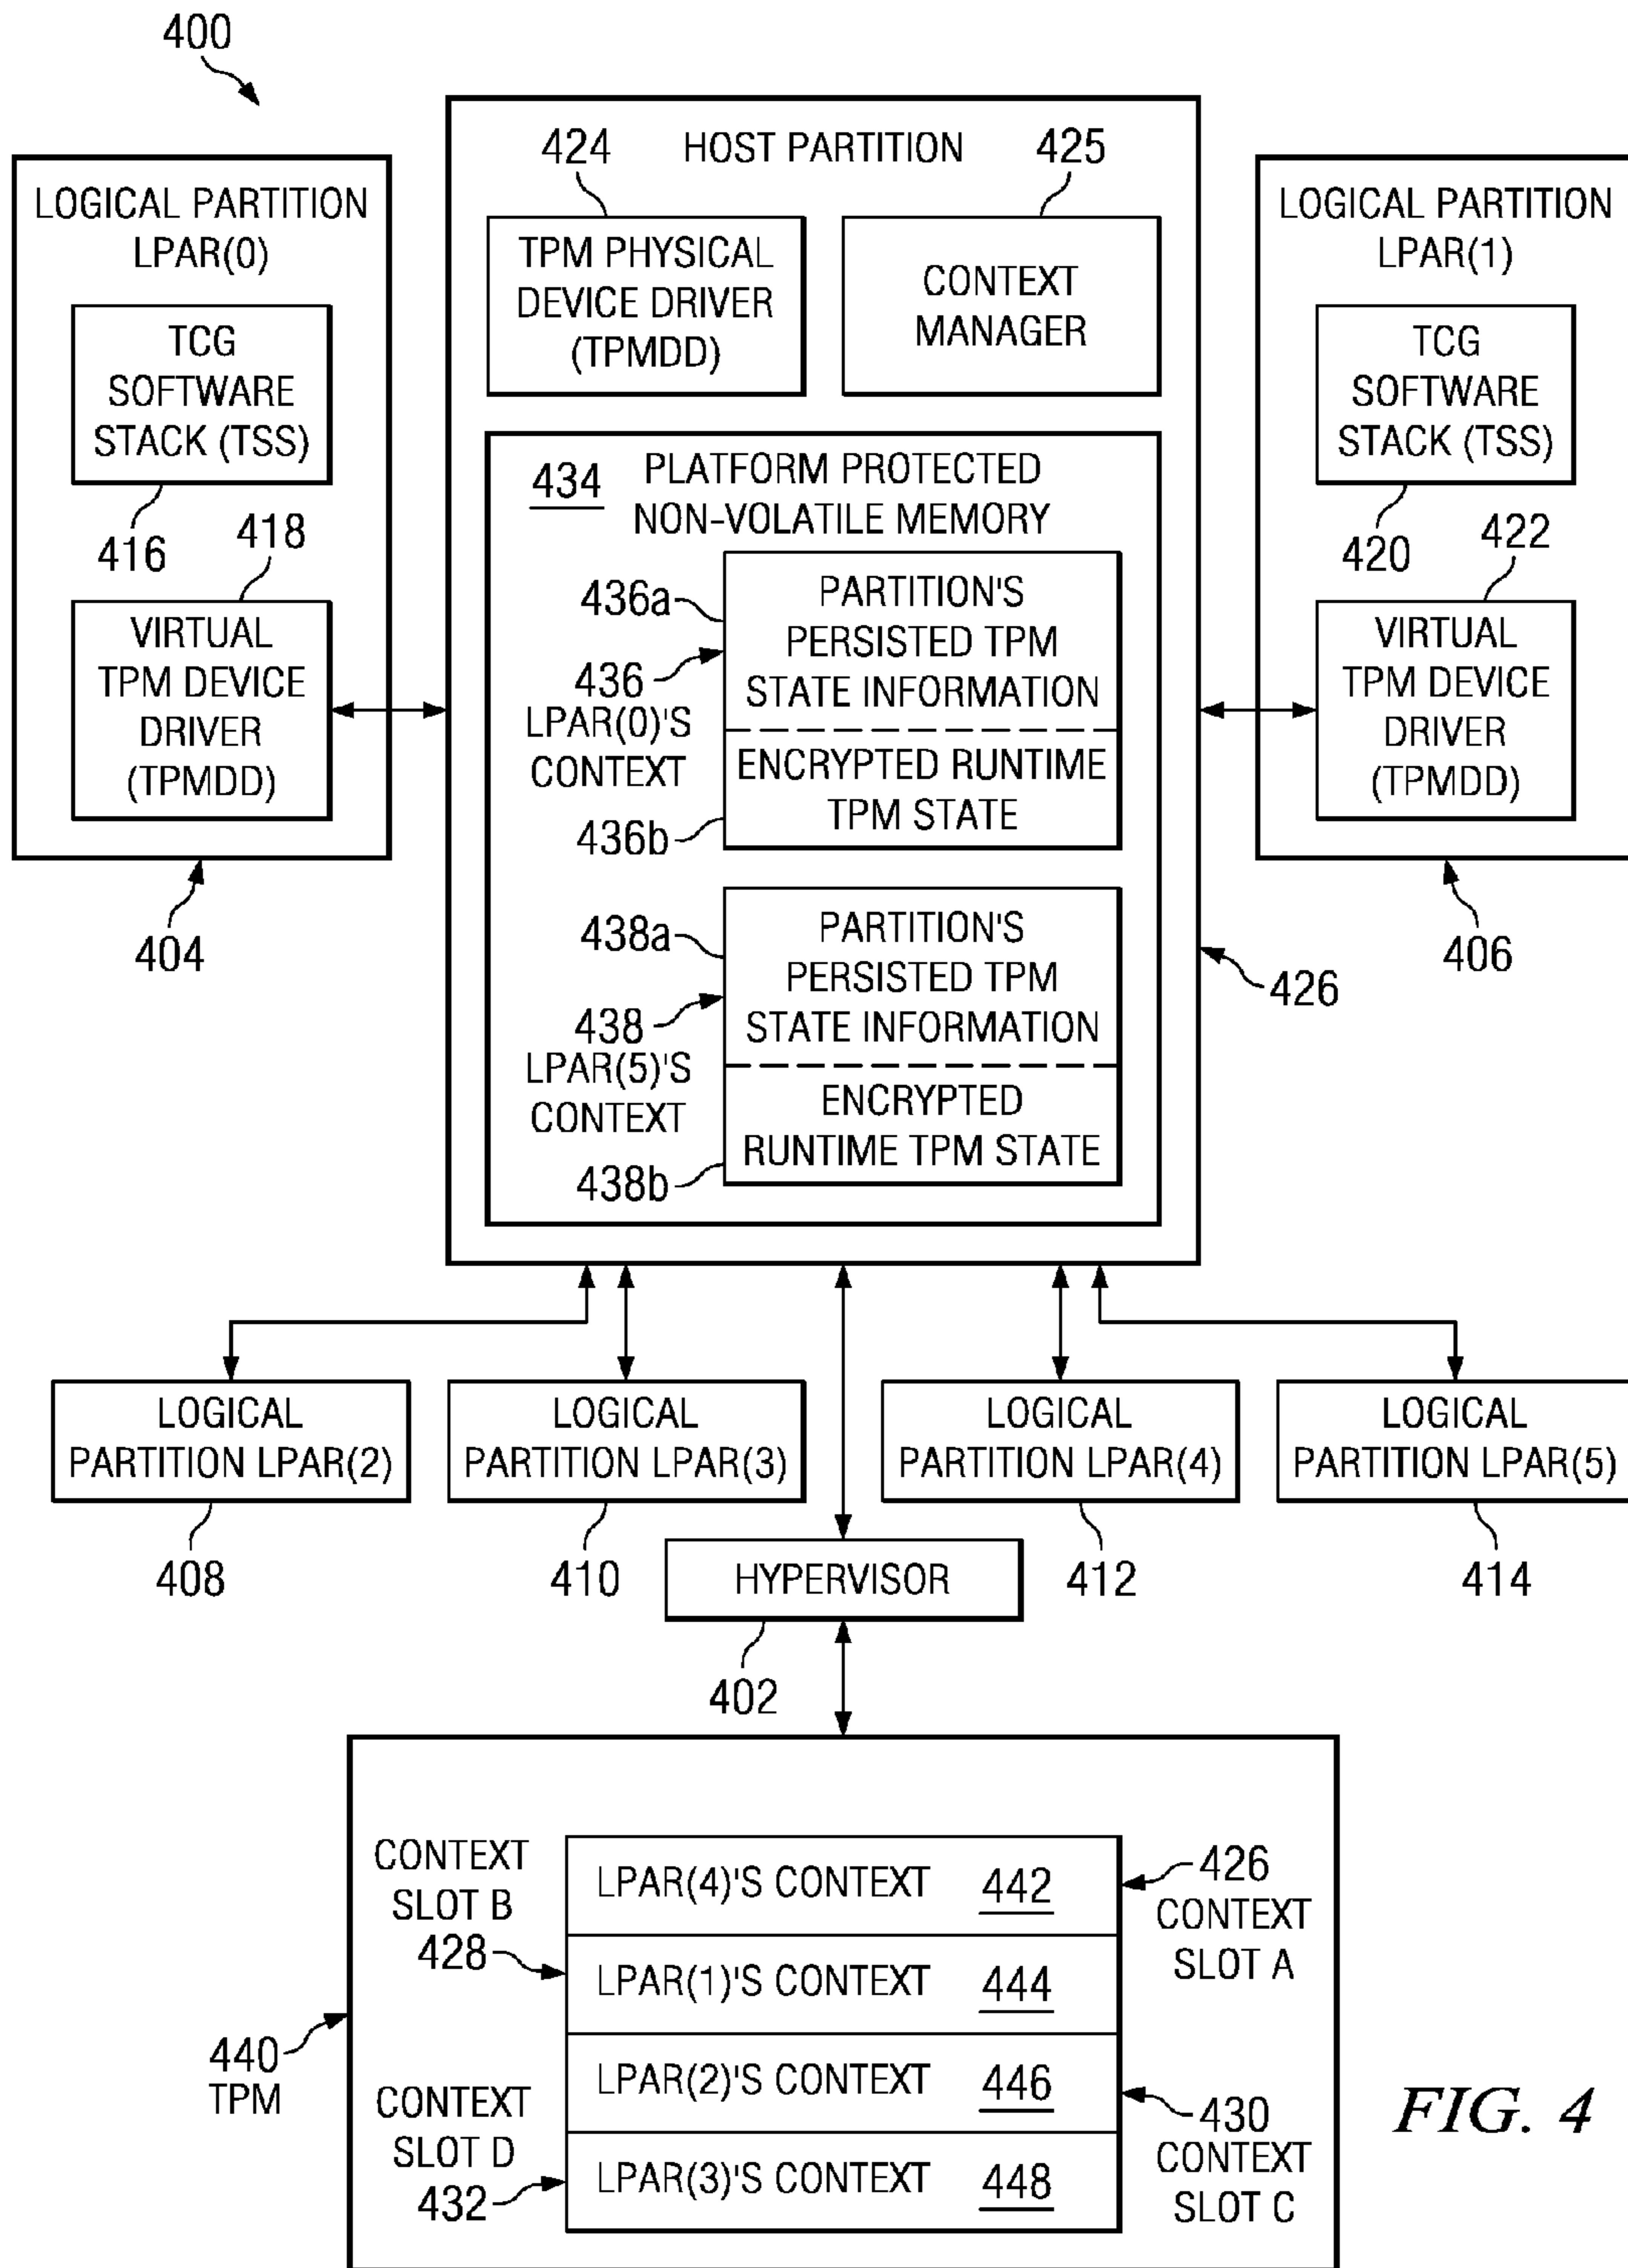 400
HOST PARTITION
424
425
TPM PHYSICAL
DEVICE DRIVER
(TPMDD)
CONTEXT
MANAGER
LOGICAL PARTITION
LPAR(0)
TCG
SOFTWARE
STACK (TSS)
416
418
VIRTUAL
TPM DEVICE
DRIVER
(TPMDD)
404
LOGICAL PARTITION
LPAR(1)
TCG
SOFTWARE
STACK (TSS)
420
422
VIRTUAL
TPM DEVICE
DRIVER
(TPMDD)
406
434
PLATFORM PROTECTED
NON-VOLATILE MEMORY
436a
436
LPAR(0)'S
CONTEXT
436b
PARTITION'S
PERSISTED TPM
STATE INFORMATION
ENCRYPTED RUNTIME
TPM STATE
438a
438
LPAR(5)'S
CONTEXT
438b
PARTITION'S
PERSISTED TPM
STATE INFORMATION
ENCRYPTED
RUNTIME TPM STATE
426
LOGICAL
PARTITION LPAR(2)
408
LOGICAL
PARTITION LPAR(3)
410
LOGICAL
PARTITION LPAR(4)
412
LOGICAL
PARTITION LPAR(5)
414
HYPERVISOR
402
CONTEXT
SLOT B
428
LPAR(4)'S CONTEXT 442
426
CONTEXT
SLOT A
LPAR(1)'S CONTEXT 444
440
TPM
CONTEXT
SLOT D
432
LPAR(2)'S CONTEXT 446
430
CONTEXT
SLOT C
LPAR(3)'S CONTEXT 448
FIG. 4